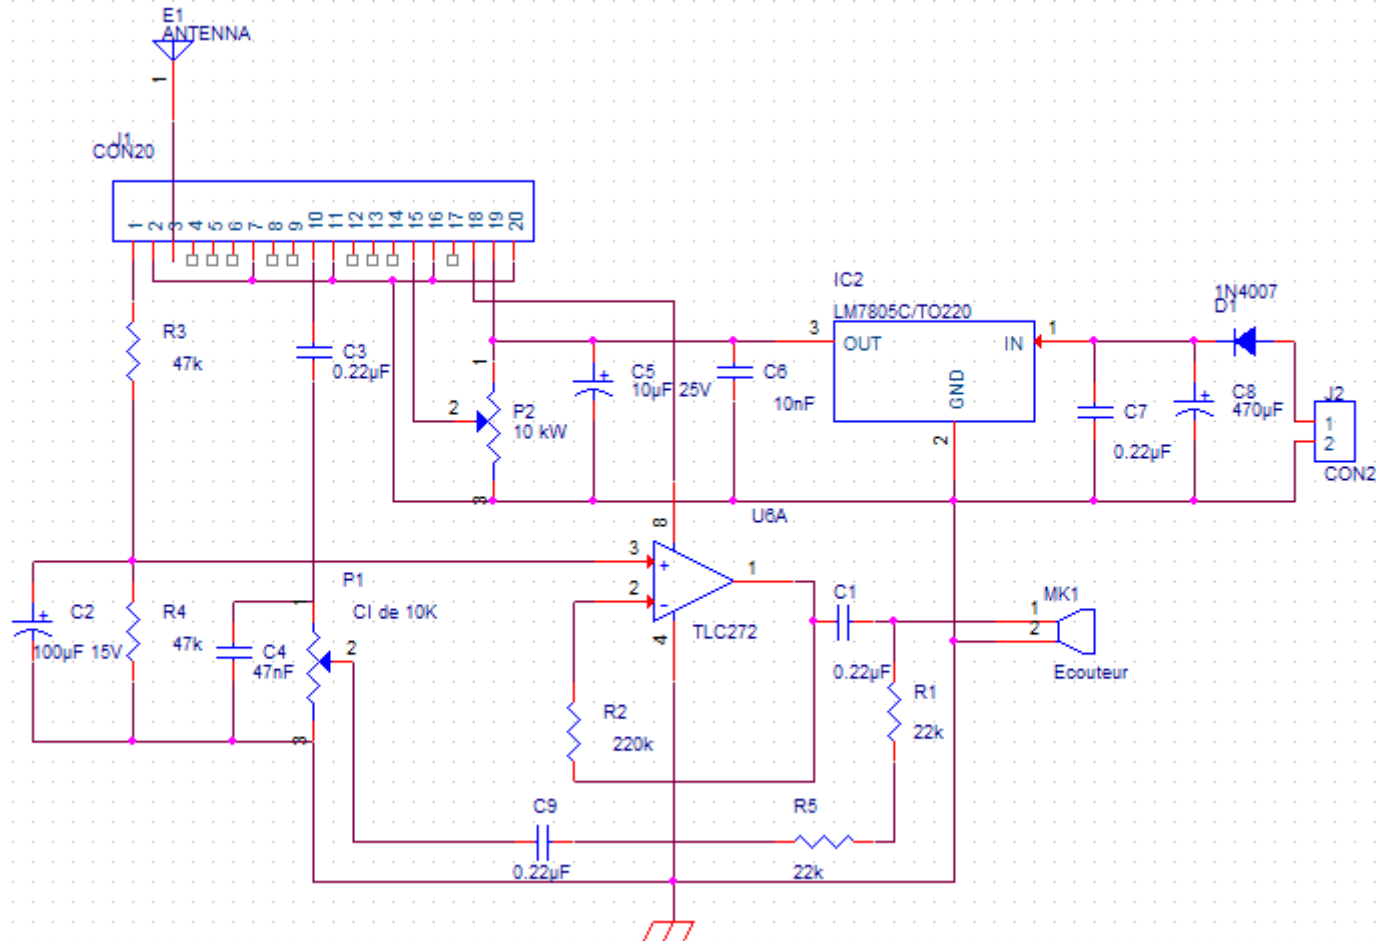 E1
ANTENNA
1
J1
CON20
1 2 3 4 5 6 7 8 9 10 11 12 13 14 15 16 17 18 19 20
R3
47k
C3
0.22µF
1
2
P2
10 kW
3
C5
10µF 25V
C6
10nF
IC2
LM7805C/TO220
3 OUT IN 1
GND
2
1N4007
D1
C7
0.22µF
C8
470µF
J2
1
2
CON2
U6A
8
3
+
2
-
1
4
TLC272
C2
100µF 15V
R4
47k
C4
47nF
P1
CI de 10K
1
2
3
R2
220k
C1
0.22µF
R1
22k
MK1
1
2
Ecouteur
C9
0.22µF
R5
22k